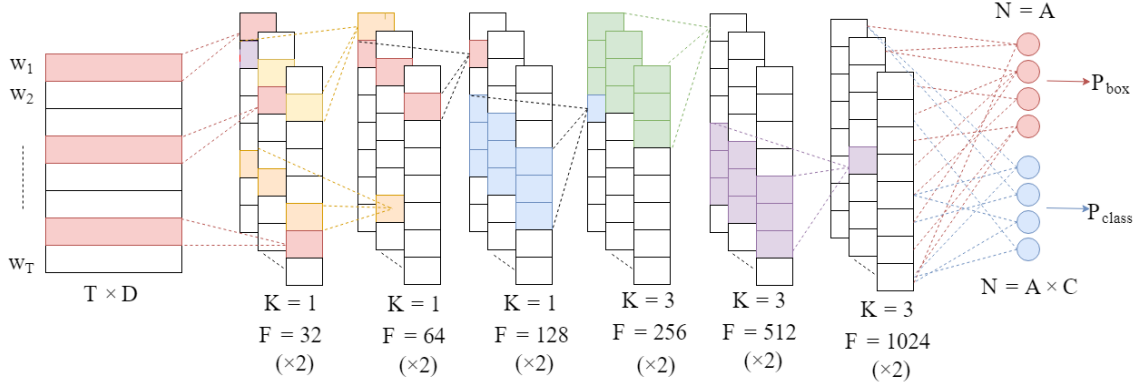 N = A
w1
w2
wT
Pbox
Pclass
T × D
N = A × C
K = 1
F = 32
(×2)
K = 1
F = 64
(×2)
K = 1
F = 128
(×2)
K = 3
F = 256
(×2)
K = 3
F = 512
(×2)
K = 3
F = 1024
(×2)